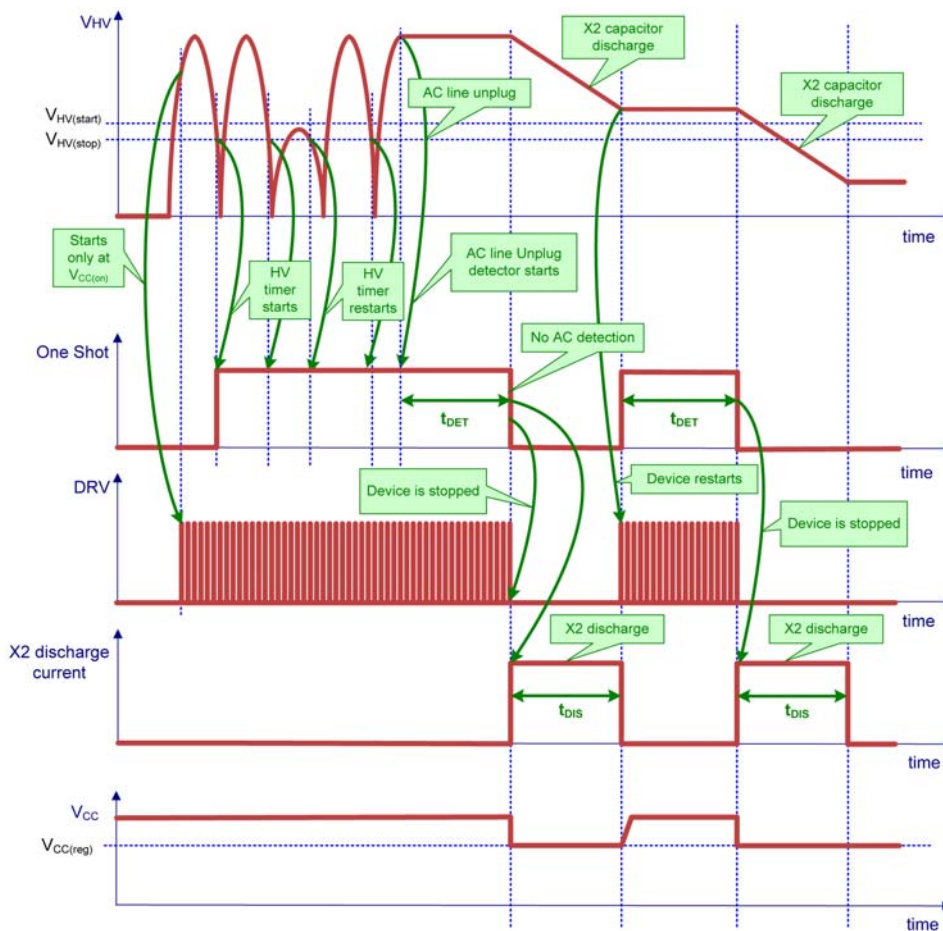 VHV
X2 capacitor
discharge
AC line unplug
X2 capacitor
discharge
VHV(start)
VHV(stop)
time
Starts
only at
VCC(on)
HV
timer
starts
HV
timer
restarts
AC line Unplug
detector starts
No AC detection
One Shot
tDET
tDET
time
DRV
Device is stopped
Device restarts
Device is stopped
time
X2 discharge
current
X2 discharge
X2 discharge
tDIS
tDIS
time
VCC
VCC(reg)
time